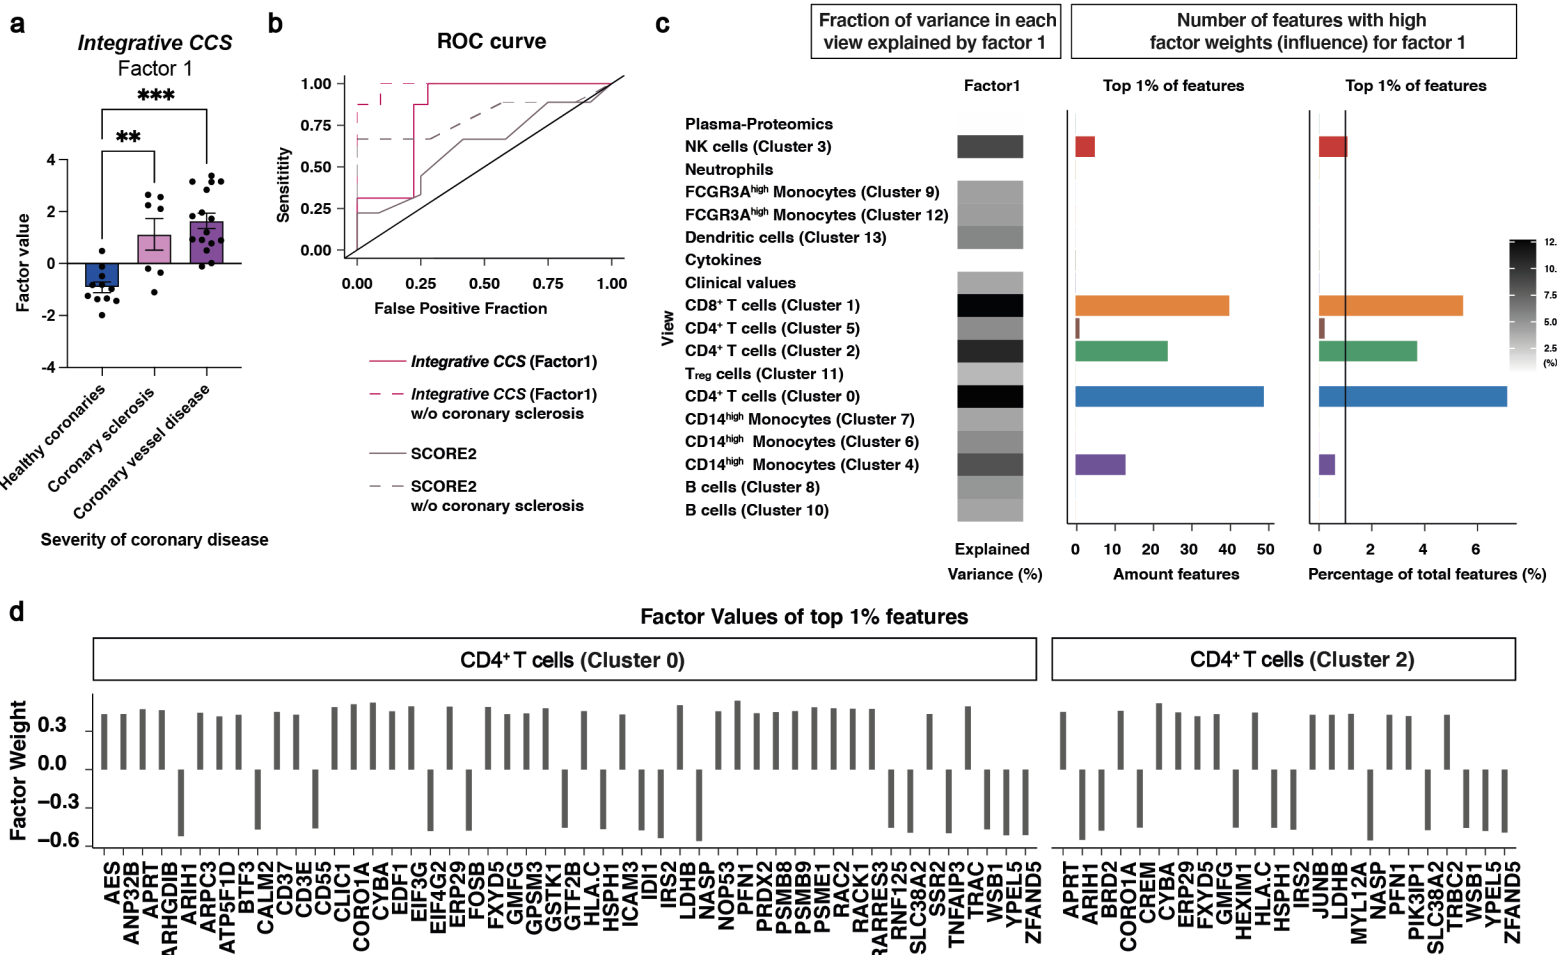 a
Integrative CCS
Factor 1
***
**
Factor value
4
2
0
-2
-4
Healthy coronaries
Coronary sclerosis
Coronary vessel disease
Severity of coronary disease
b
ROC curve
Sensititity
1.00
0.75
0.50
0.25
0.00
0.00 0.25 0.50 0.75 1.00
False Positive Fraction
Integrative CCS (Factor1)
Integrative CCS (Factor1)
w/o coronary sclerosis
SCORE2
SCORE2
w/o coronary sclerosis
c
Fraction of variance in each
view explained by factor 1
Number of features with high
factor weights (influence) for factor 1
Factor1
Top 1% of features
Top 1% of features
View
Plasma-Proteomics
NK cells (Cluster 3)
Neutrophils
FCGR3Ahigh Monocytes (Cluster 9)
FCGR3Ahigh Monocytes (Cluster 12)
Dendritic cells (Cluster 13)
Cytokines
Clinical values
CD8+ T cells (Cluster 1)
CD4+ T cells (Cluster 5)
CD4+ T cells (Cluster 2)
Treg cells (Cluster 11)
CD4+ T cells (Cluster 0)
CD14high Monocytes (Cluster 7)
CD14high Monocytes (Cluster 6)
CD14high Monocytes (Cluster 4)
B cells (Cluster 8)
B cells (Cluster 10)
Explained
Variance (%)
0 10 20 30 40 50
Amount features
0 2 4 6
Percentage of total features (%)
12.
10.
7.5
5.0
2.5
(%)
d
Factor Values of top 1% features
CD4+ T cells (Cluster 0)
CD4+ T cells (Cluster 2)
Factor Weight
0.3
0.0
−0.3
−0.6
AES
ANP32B
APRT
ARHGDIB
ARIH1
ARPC3
ATP5F1D
BTF3
CALM2
CD37
CD3E
CD55
CLIC1
CORO1A
CYBA
EDF1
EIF3G
EIF4G2
ERP29
FOSB
FXYD5
GMFG
GPSM3
GSTK1
GTF2B
HLA.C
HSPH1
ICAM3
IDI1
IRS2
LDHB
NASP
NOP53
PFN1
PRDX2
PSMB8
PSMB9
PSME1
RAC2
RACK1
RARRES3
RNF125
SLC38A2
SSR2
TNFAIP3
TRAC
WSB1
YPEL5
ZFAND5
APRT
ARIH1
BRD2
CORO1A
CREM
CYBA
ERP29
FXYD5
GMFG
HEXIM1
HLA.C
HSPH1
IRS2
JUNB
LDHB
MYL12A
NASP
PFN1
PIK3IP1
SLC38A2
TRBC2
WSB1
YPEL5
ZFAND5